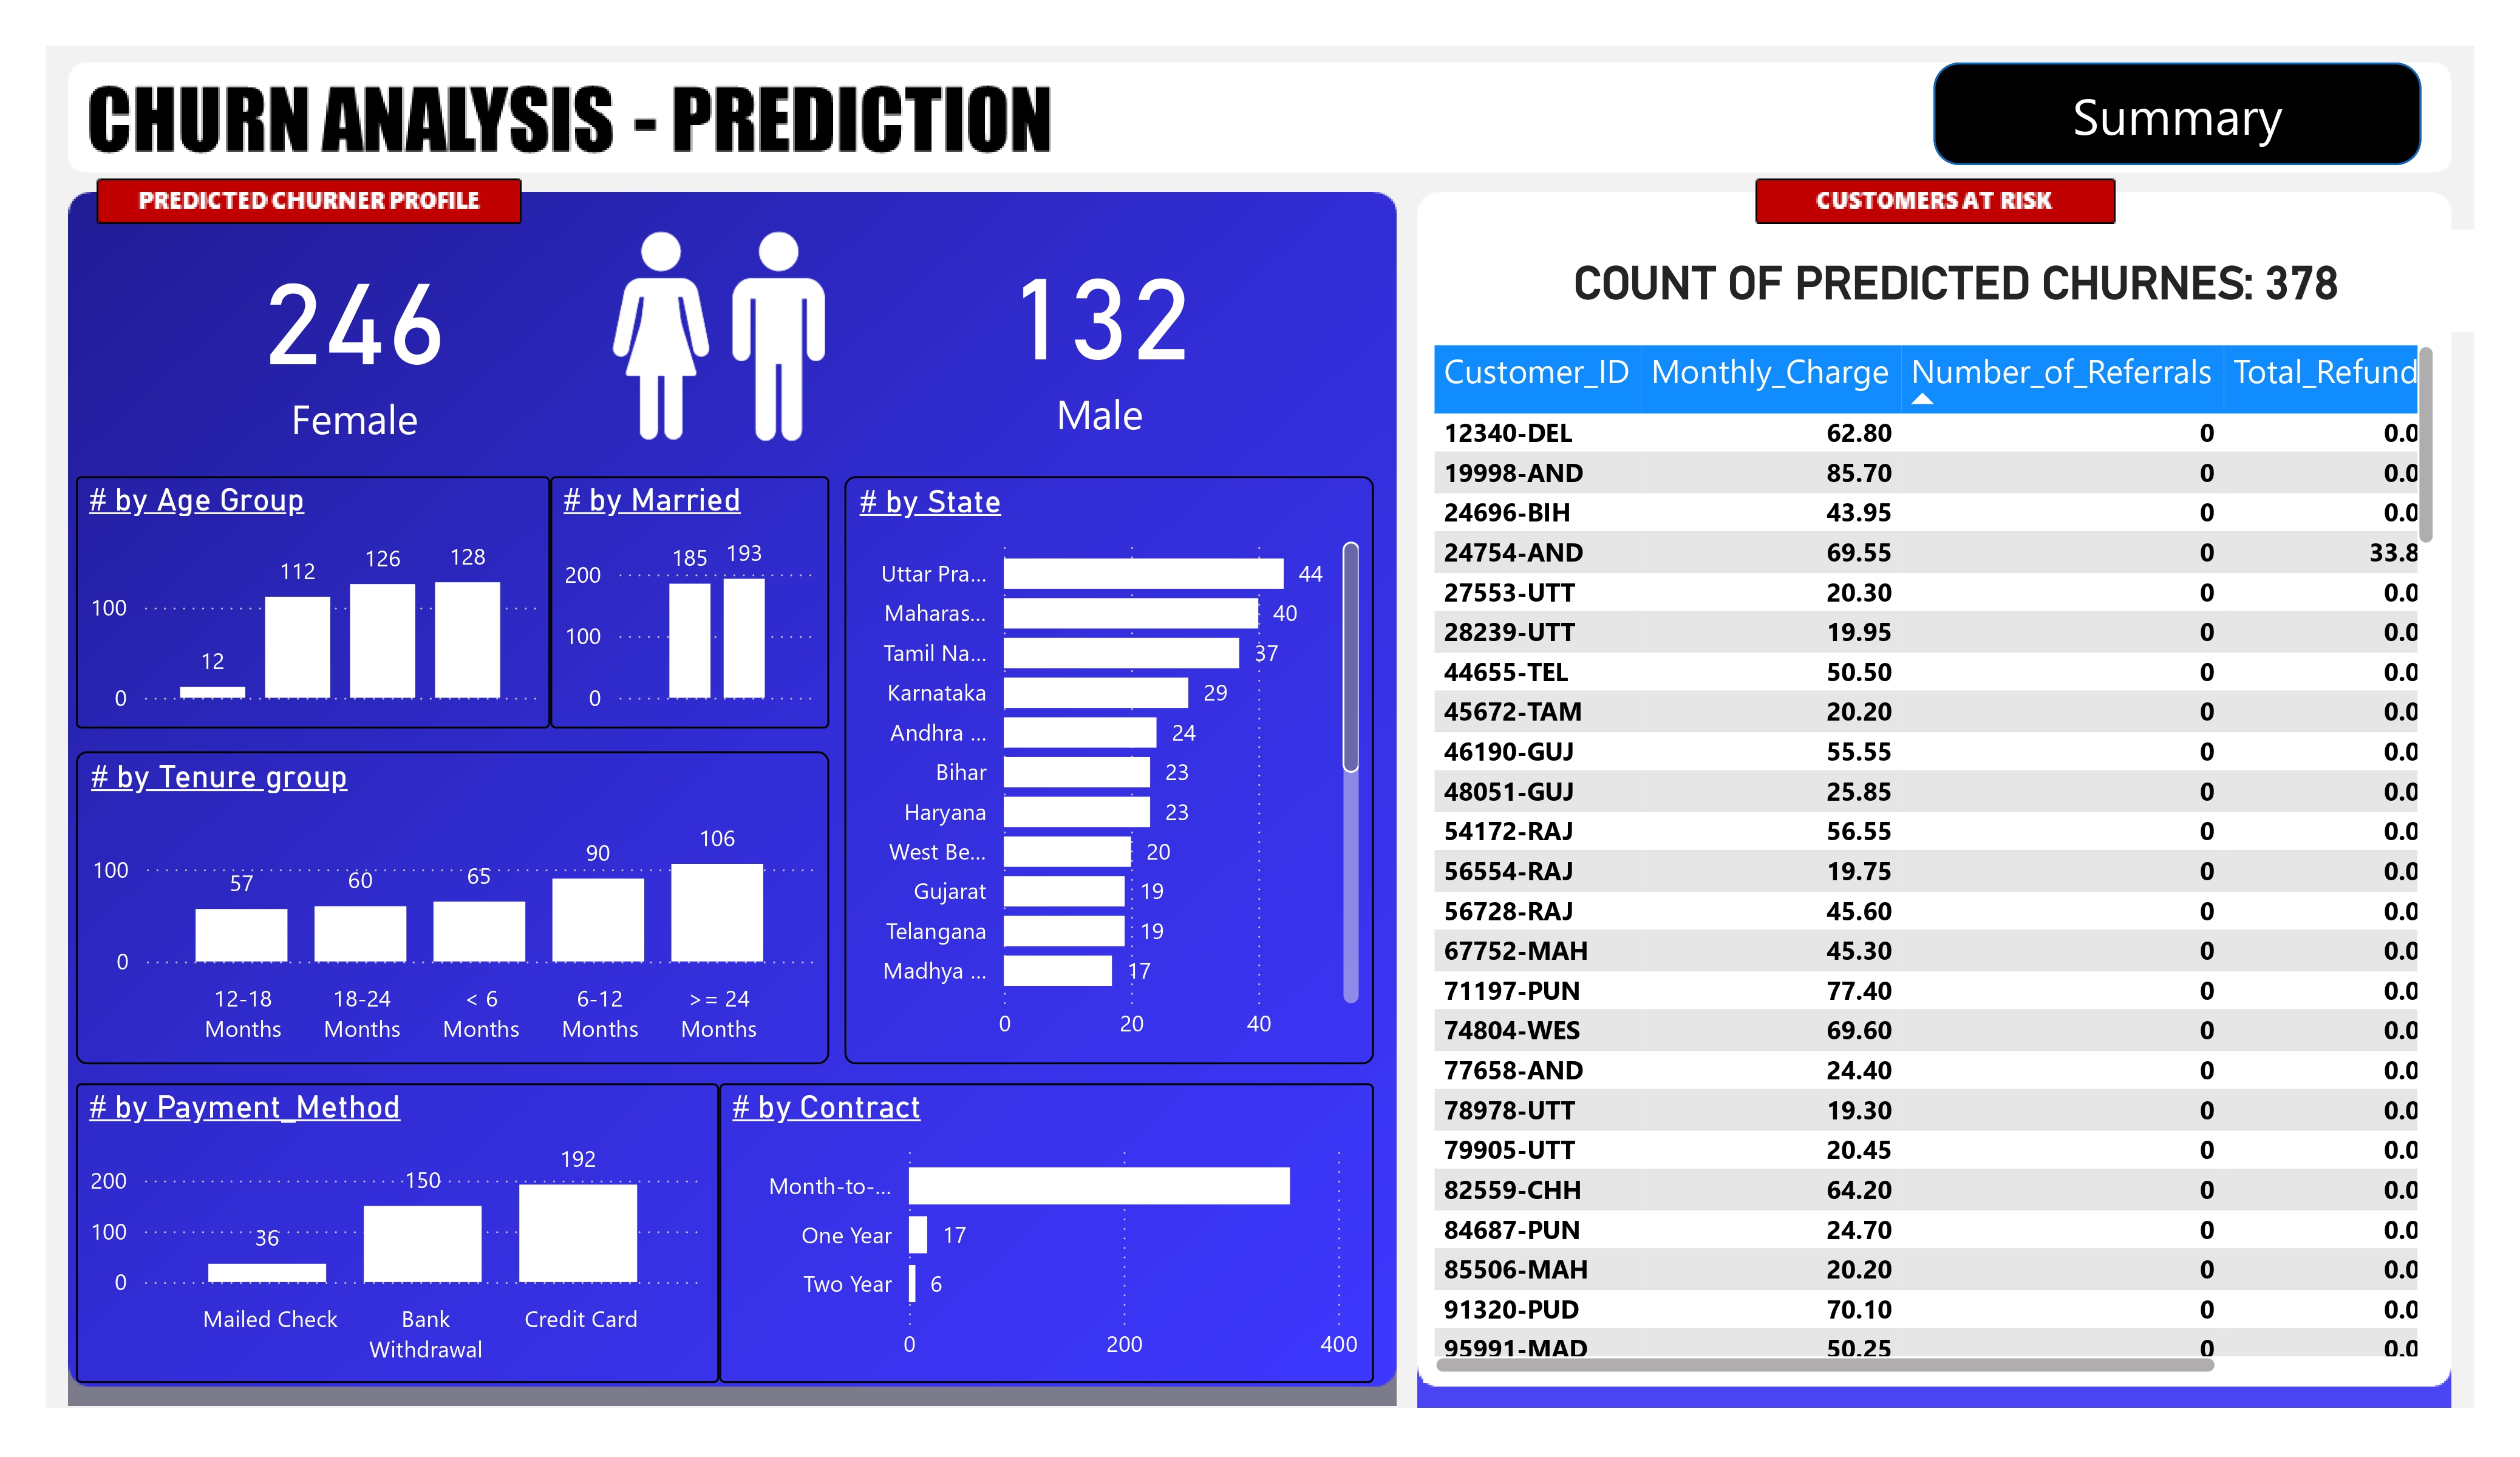 CHURN ANALYSIS - PREDICTION
Summary
PREDICTED CHURNER PROFILE
246
Female
132
Male
# by Age Group
100
0
12
112
126
128
# by Married
200
100
0
185
193
# by State
Uttar Pra... 44
Maharas... 40
Tamil Na... 37
Karnataka 29
Andhra ... 24
Bihar 23
Haryana 23
West Be... 20
Gujarat 19
Telangana 19
Madhya ... 17
0 20 40
# by Tenure group
100
0
57
60
65
90
106
12-18 Months
18-24 Months
< 6 Months
6-12 Months
>= 24 Months
# by Payment_Method
200
100
0
36
150
192
Mailed Check
Bank Withdrawal
Credit Card
# by Contract
Month-to-...
One Year 17
Two Year 6
0 200 400
CUSTOMERS AT RISK
COUNT OF PREDICTED CHURNES: 378
Customer_ID Monthly_Charge Number_of_Referrals Total_Refund
12340-DEL 62.80 0 0.0
19998-AND 85.70 0 0.0
24696-BIH 43.95 0 0.0
24754-AND 69.55 0 33.8
27553-UTT 20.30 0 0.0
28239-UTT 19.95 0 0.0
44655-TEL 50.50 0 0.0
45672-TAM 20.20 0 0.0
46190-GUJ 55.55 0 0.0
48051-GUJ 25.85 0 0.0
54172-RAJ 56.55 0 0.0
56554-RAJ 19.75 0 0.0
56728-RAJ 45.60 0 0.0
67752-MAH 45.30 0 0.0
71197-PUN 77.40 0 0.0
74804-WES 69.60 0 0.0
77658-AND 24.40 0 0.0
78978-UTT 19.30 0 0.0
79905-UTT 20.45 0 0.0
82559-CHH 64.20 0 0.0
84687-PUN 24.70 0 0.0
85506-MAH 20.20 0 0.0
91320-PUD 70.10 0 0.0
95991-MAD 50.25 0 0.0